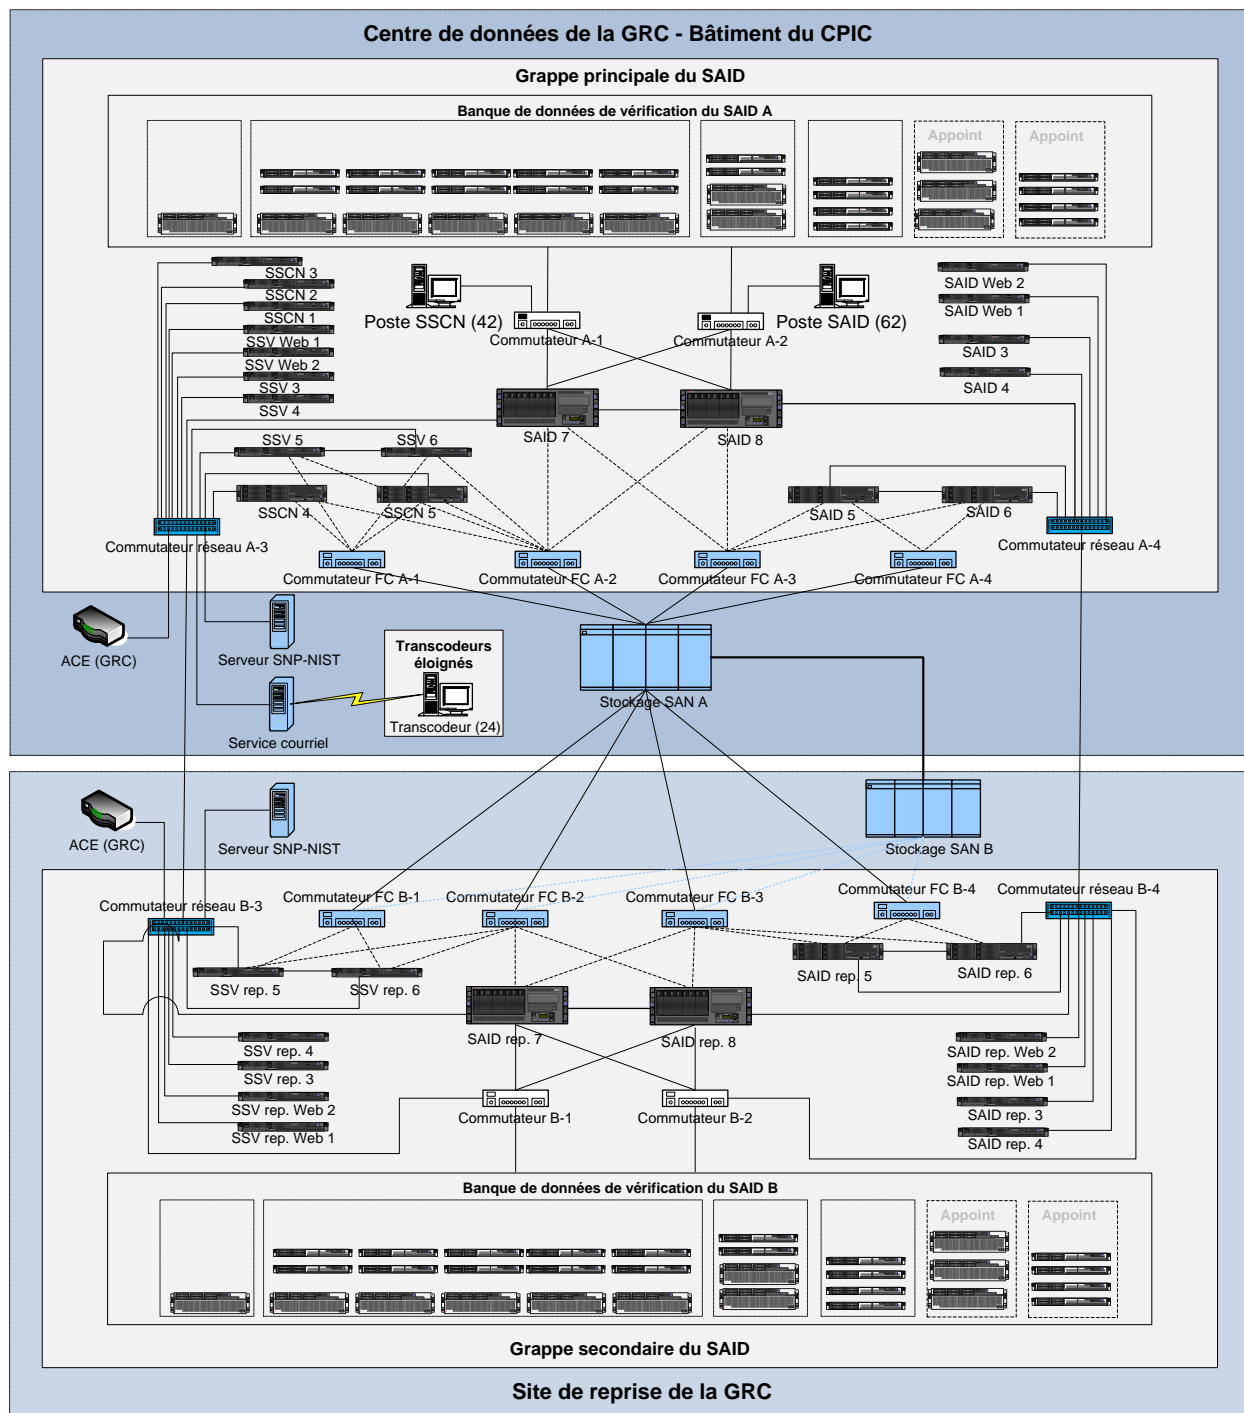 Centre de données de la GRC - Bâtiment du CPIC
Grappe principale du SAID
Banque de données de vérification du SAID A
Appoint
Appoint
SSCN 3
SSCN 2
SSCN 1
SSV Web 1
SSV Web 2
SSV 3
SSV 4
Poste SSCN (42)
Commutateur A-1
Commutateur A-2
Poste SAID (62)
SAID Web 2
SAID Web 1
SAID 3
SAID 4
SAID 7
SAID 8
SSV 5
SSV 6
SSCN 4
SSCN 5
SAID 5
SAID 6
Commutateur réseau A-3
Commutateur réseau A-4
Commutateur FC A-1
Commutateur FC A-2
Commutateur FC A-3
Commutateur FC A-4
ACE (GRC)
Serveur SNP-NIST
Service courriel
Transcodeurs
éloignés
Transcodeur (24)
Stockage SAN A
ACE (GRC)
Serveur SNP-NIST
Stockage SAN B
Commutateur réseau B-3
Commutateur FC B-1
Commutateur FC B-2
Commutateur FC B-3
Commutateur FC B-4
Commutateur réseau B-4
SSV rep. 5
SSV rep. 6
SAID rep. 5
SAID rep. 6
SAID rep. 7
SAID rep. 8
SSV rep. 4
SSV rep. 3
SSV rep. Web 2
SSV rep. Web 1
SAID rep. Web 2
SAID rep. Web 1
SAID rep. 3
SAID rep. 4
Commutateur B-1
Commutateur B-2
Banque de données de vérification du SAID B
Appoint
Appoint
Grappe secondaire du SAID
Site de reprise de la GRC